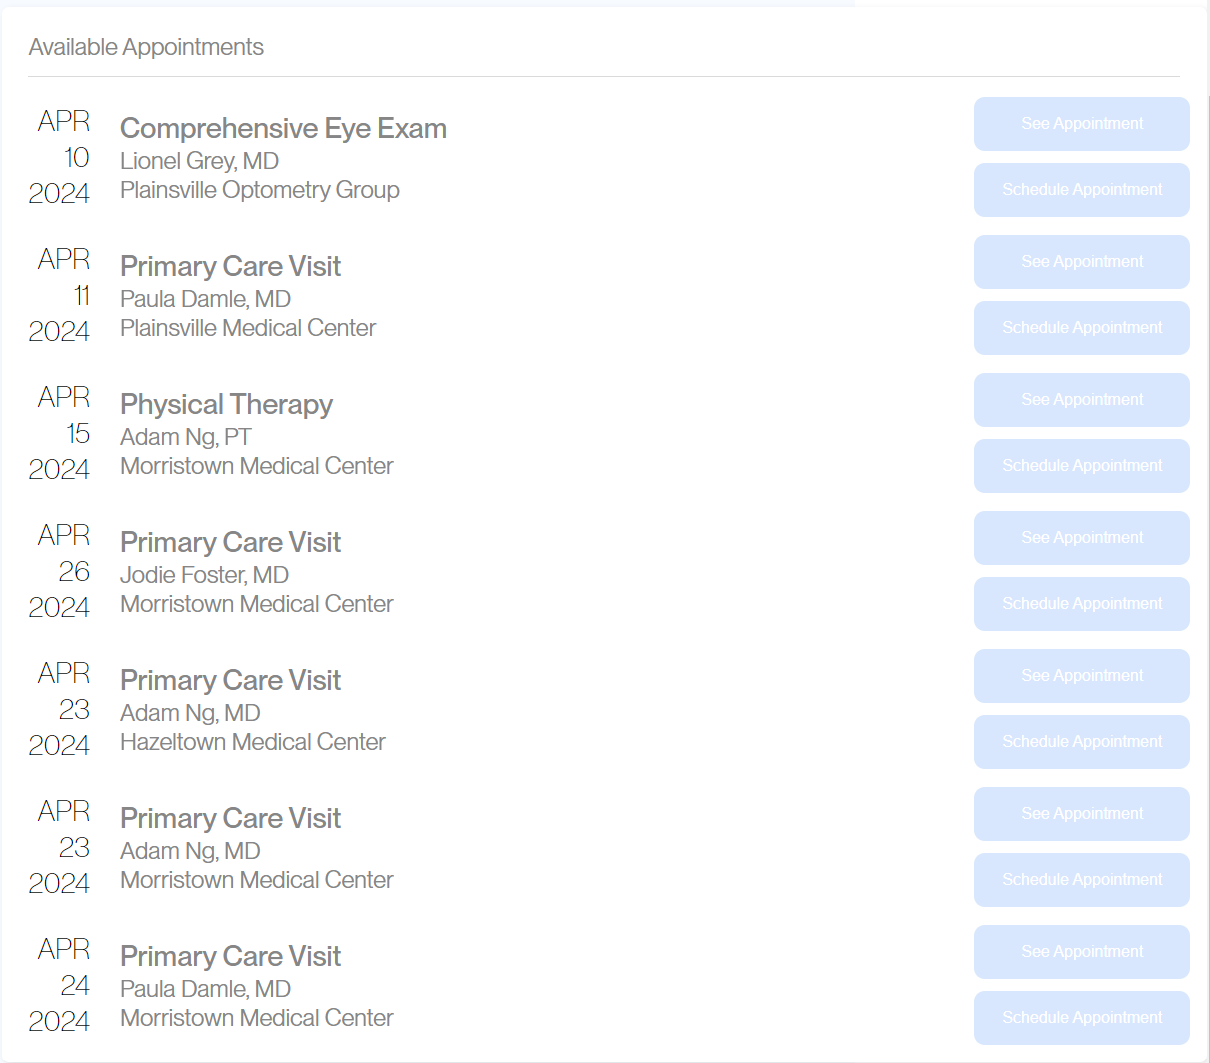 Available Appointments
APR
10
2024
Comprehensive Eye Exam
Lionel Grey, MD
Plainsville Optometry Group
See Appointment
Schedule Appointment
APR
11
2024
Primary Care Visit
Paula Damle, MD
Plainsville Medical Center
See Appointment
Schedule Appointment
APR
15
2024
Physical Therapy
Adam Ng, PT
Morristown Medical Center
See Appointment
Schedule Appointment
APR
26
2024
Primary Care Visit
Jodie Foster, MD
Morristown Medical Center
See Appointment
Schedule Appointment
APR
23
2024
Primary Care Visit
Adam Ng, MD
Hazeltown Medical Center
See Appointment
Schedule Appointment
APR
23
2024
Primary Care Visit
Adam Ng, MD
Morristown Medical Center
See Appointment
Schedule Appointment
APR
24
2024
Primary Care Visit
Paula Damle, MD
Morristown Medical Center
See Appointment
Schedule Appointment